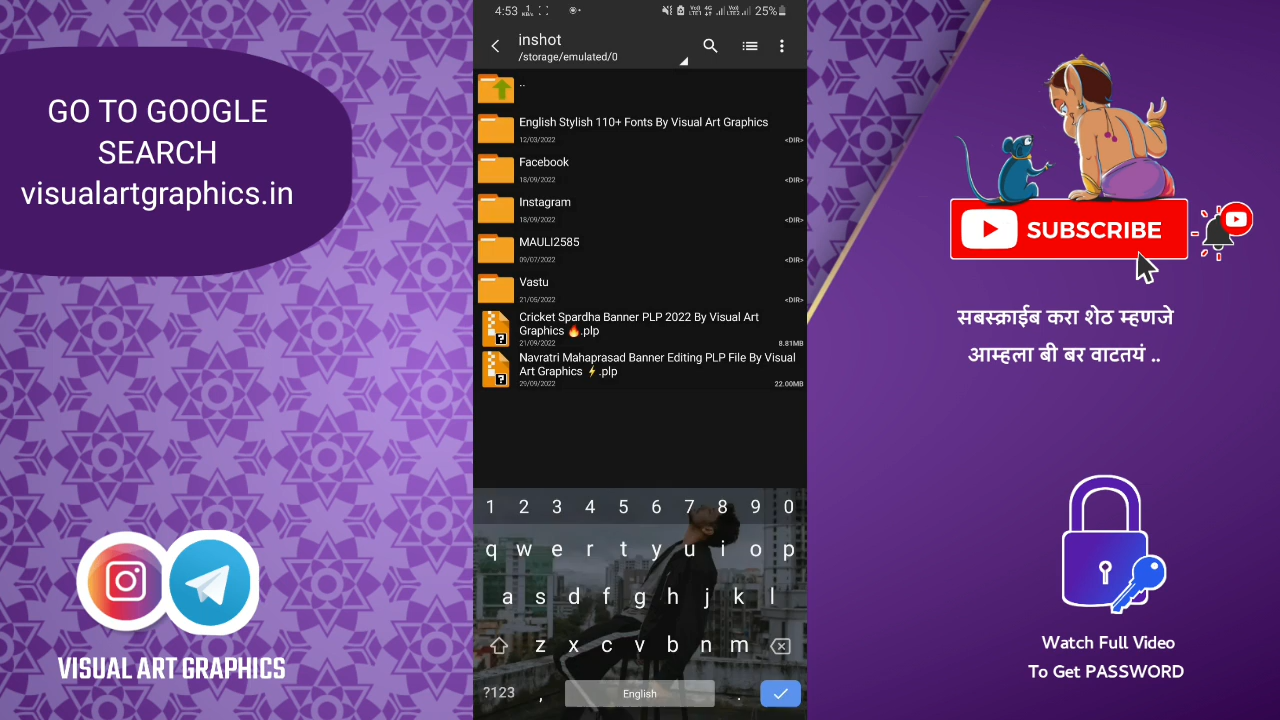 GO TO GOOGLE
SEARCH
visualartgraphics.in
VISUAL ART GRAPHICS
4:53
25%
inshot
/storage/emulated/0
..
English Stylish 110+ Fonts By Visual Art Graphics
12/03/2022 <DIR>
Facebook
18/09/2022 <DIR>
Instagram
18/09/2022 <DIR>
MAULI2585
09/07/2022 <DIR>
Vastu
21/05/2022 <DIR>
Cricket Spardha Banner PLP 2022 By Visual Art
Graphics 🔥.plp
21/09/2022 8.81MB
Navratri Mahaprasad Banner Editing PLP File By Visual
Art Graphics ⚡.plp
29/09/2022 22.00MB
1 2 3 4 5 6 7 8 9 0
q w e r t y u i o p
a s d f g h j k l
z x c v b n m
?123 , English .
SUBSCRIBE
सबस्क्राईब करा शेठ म्हणजे
आम्हला बी बर वाटतयं ..
Watch Full Video
To Get PASSWORD